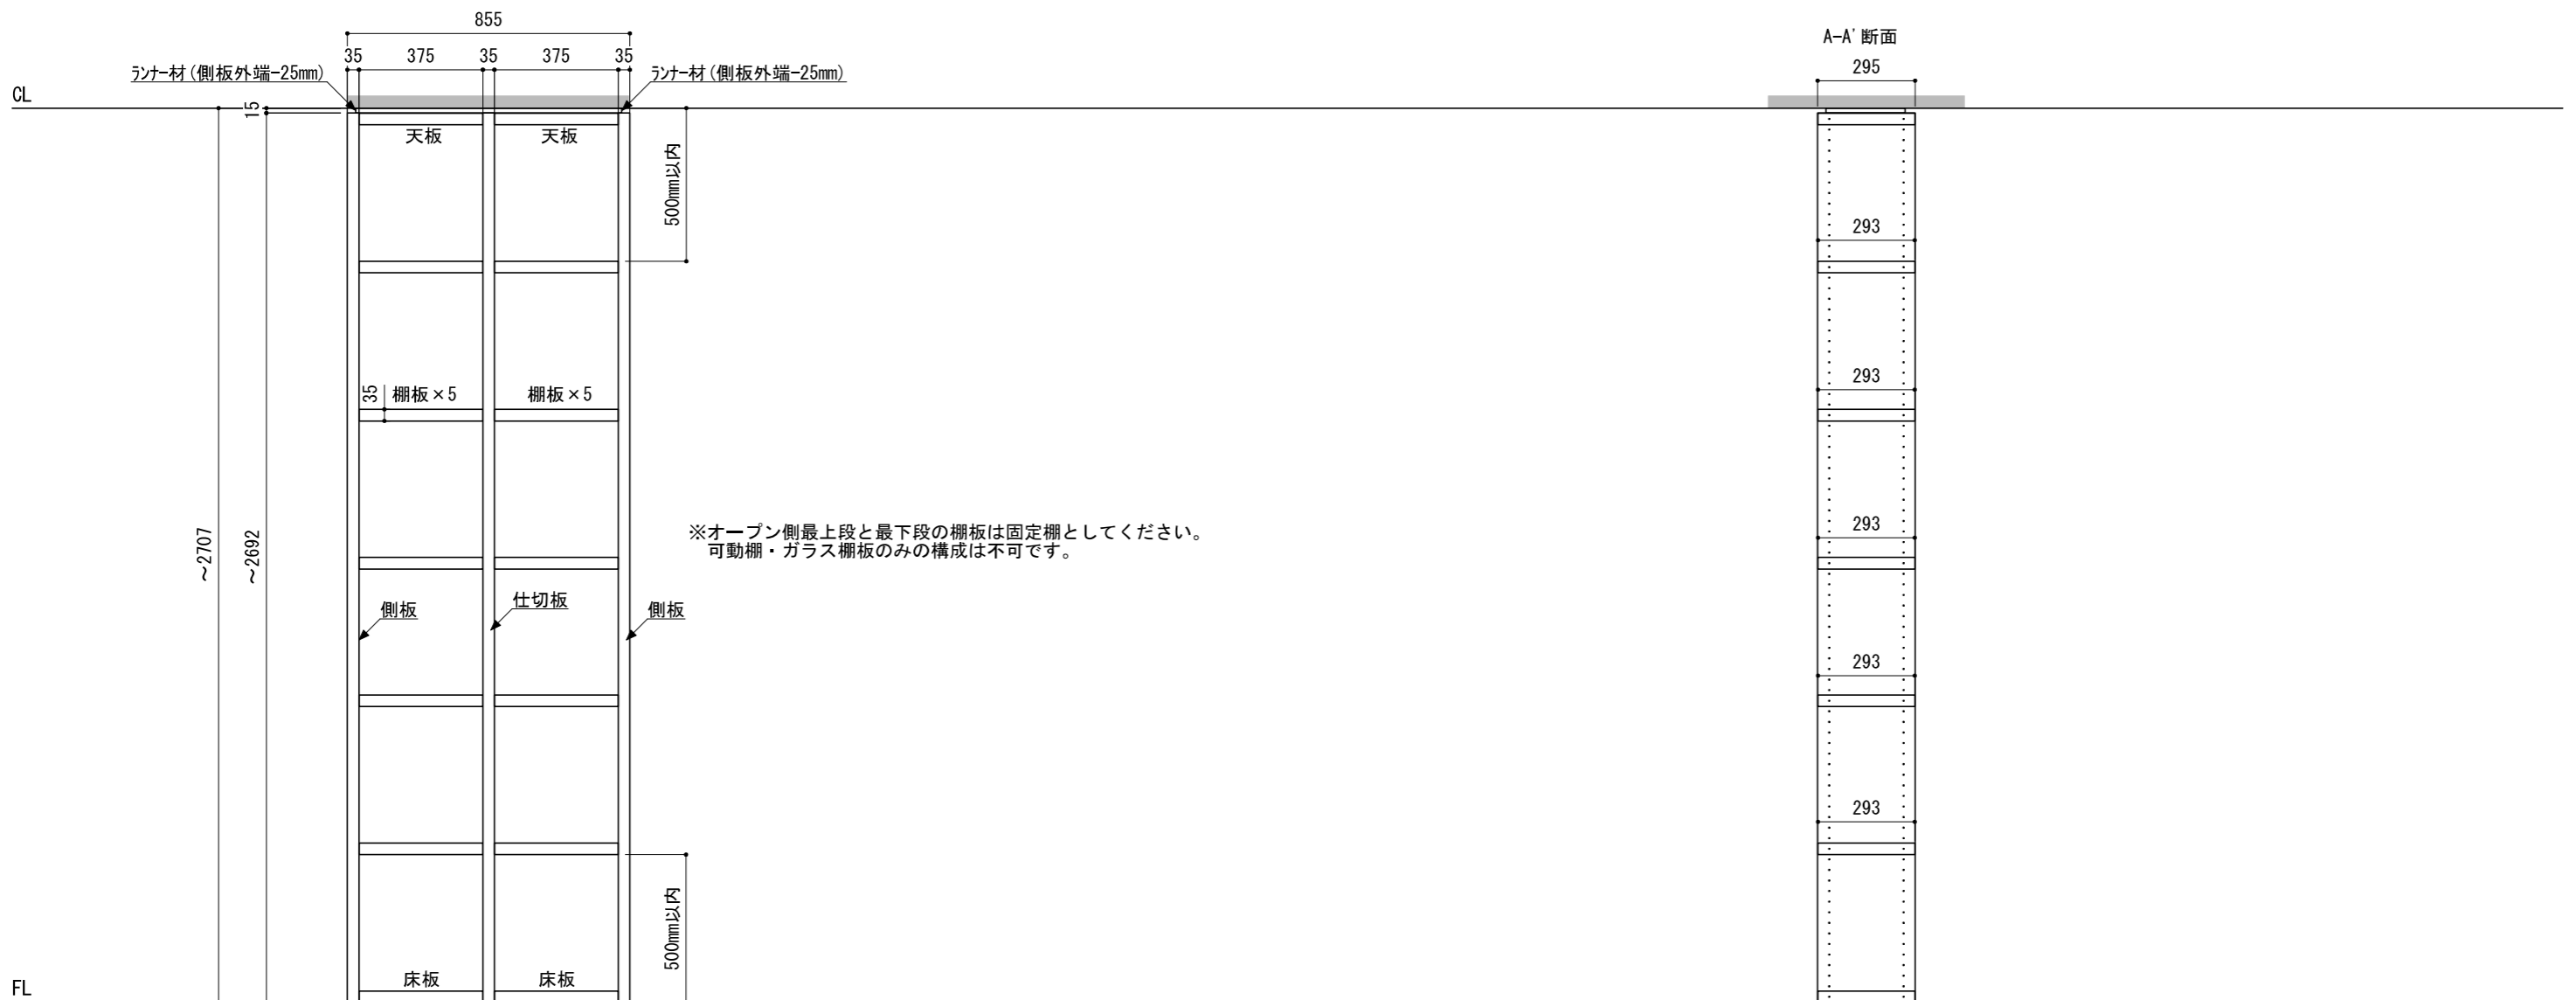 855
A-A' 断面
35 375 35 375 35
295
ﾗﾝﾅｰ材(側板外端-25mm)
ﾗﾝﾅｰ材(側板外端-25mm)
CL
15
天板
天板
500mm以内
293
293
35
棚板×5
棚板×5
~2707
~2692
※オープン側最上段と最下段の棚板は固定棚としてください。
可動棚・ガラス棚板のみの構成は不可です。
293
側板
仕切板
側板
293
293
500mm以内
床板
床板
FL